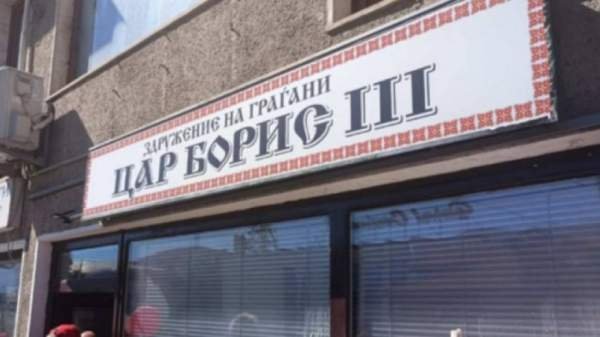 ЗДРУЖЕНИЕ НА ГРАЃАНИ
ЦАР БОРИС III